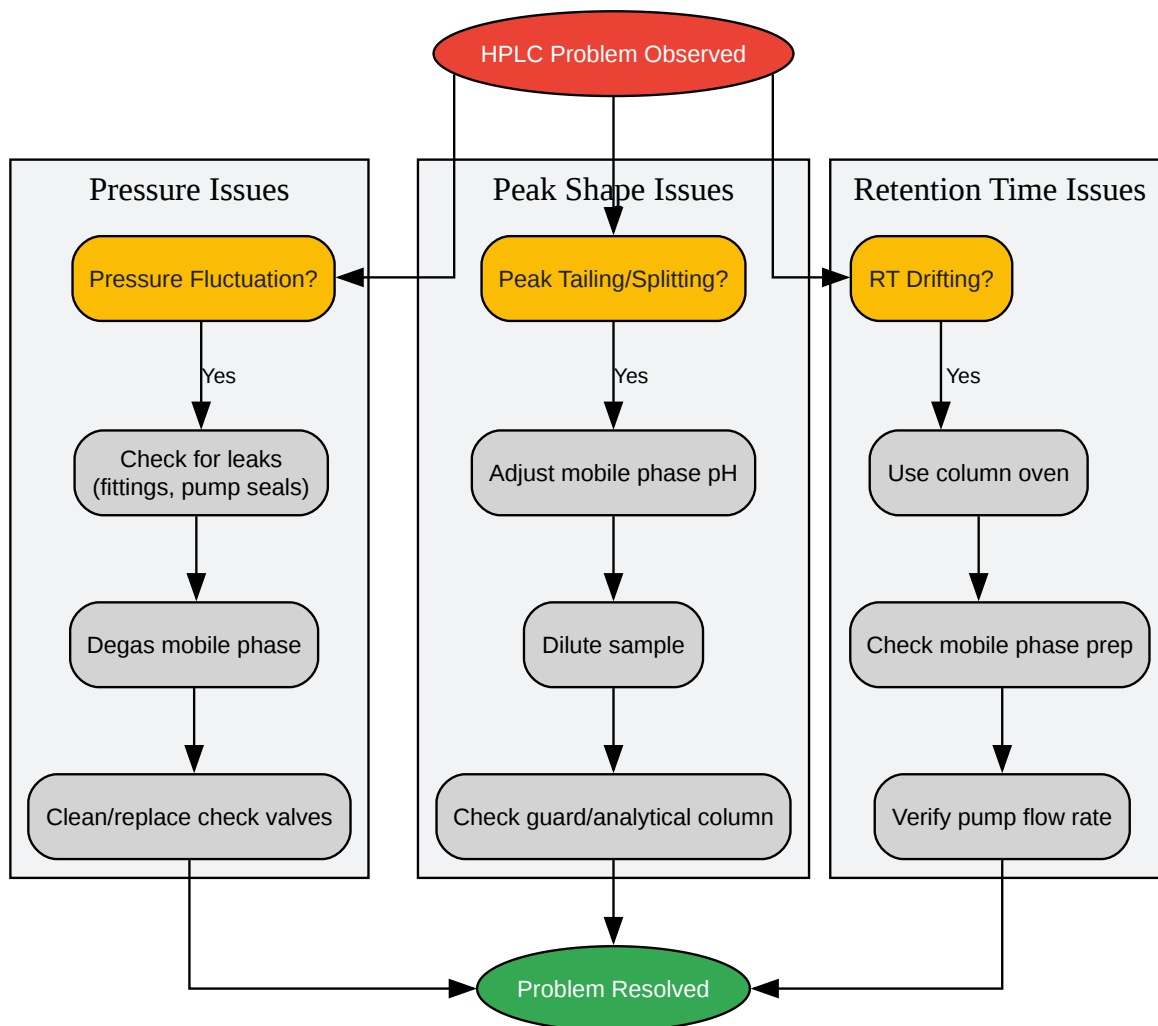 HPLC Problem Observed
Pressure Issues
Peak Shape Issues
Retention Time Issues
Pressure Fluctuation?
Peak Tailing/Splitting?
RT Drifting?
Yes
Yes
Yes
Check for leaks
(fittings, pump seals)
Adjust mobile phase pH
Use column oven
Degas mobile phase
Dilute sample
Check mobile phase prep
Clean/replace check valves
Check guard/analytical column
Verify pump flow rate
Problem Resolved